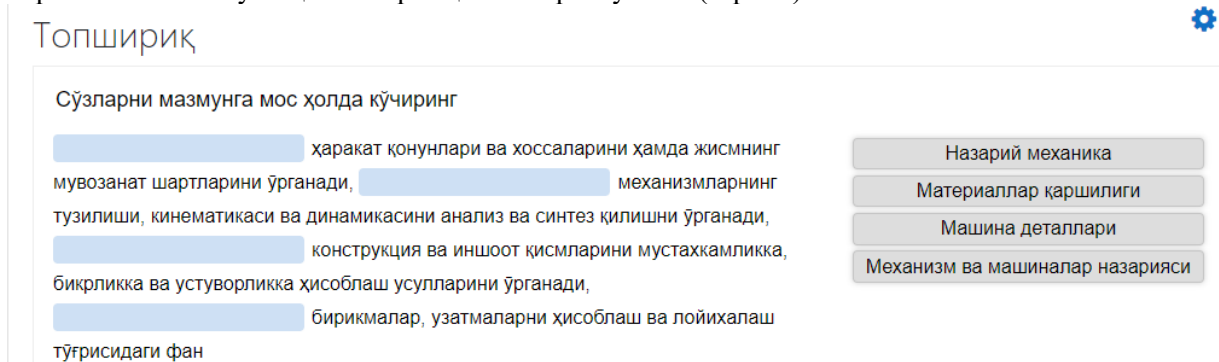 Топшириқ
Сўзларни мазмунга мос ҳолда кўчиринг
ҳаракат қонунлари ва хоссаларини ҳамда жисмнинг
мувозанат шартларини ўрганади, механизмларнинг
тузилиши, кинематикаси ва динамикасини анализ ва синтез қилишни ўрганади,
конструкция ва иншоот қисмларини мустахкамликка,
бикрликка ва устуворликка ҳисоблаш усулларини ўрганади,
бирикмалар, узатмаларни ҳисоблаш ва лойихалаш
тўғрисидаги фан
Назарий механика
Материаллар қаршилиги
Машина деталлари
Механизм ва машиналар назарияси